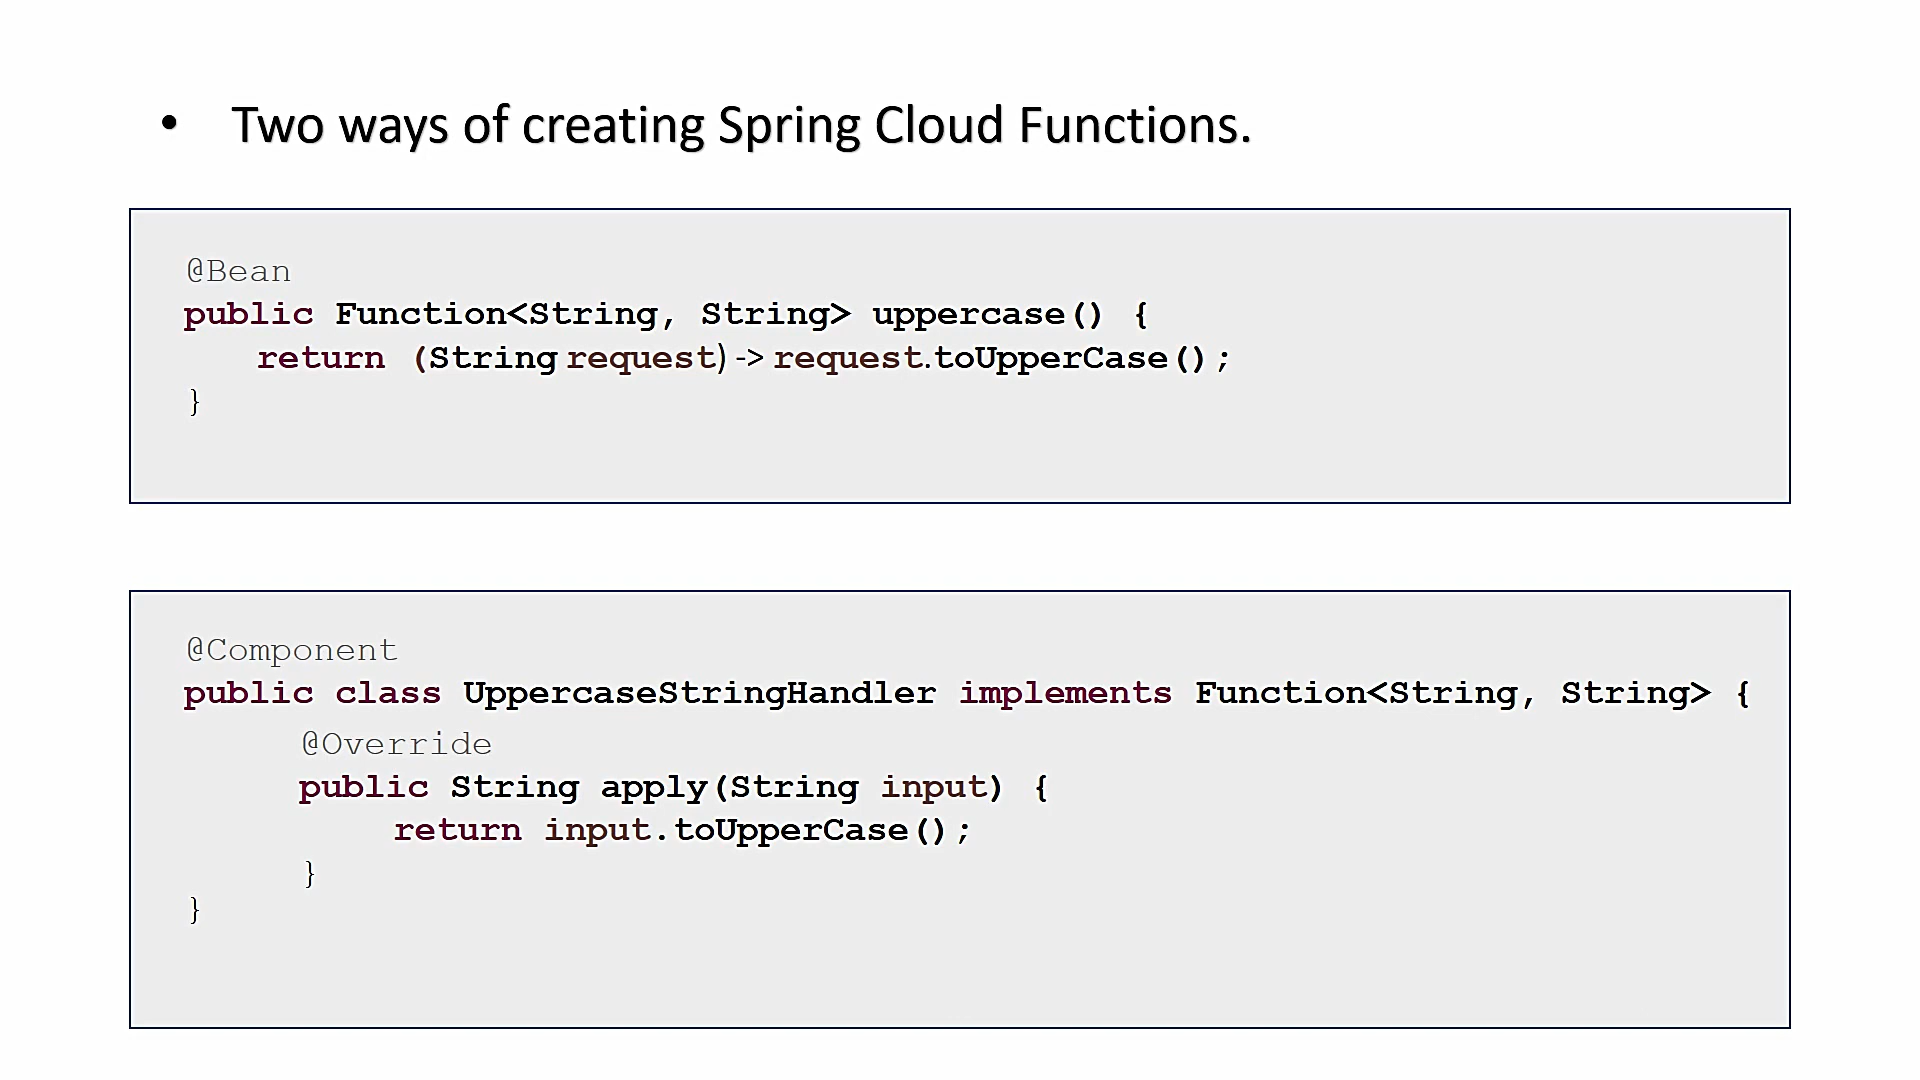 • Two ways of creating Spring Cloud Functions.
@Bean
public Function<String, String> uppercase() {
return (String request) -> request.toUpperCase();
}
@Component
public class UppercaseStringHandler implements Function<String, String> {
@Override
public String apply(String input) {
return input.toUpperCase();
}
}